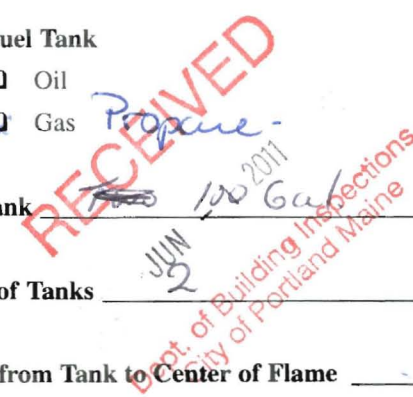 uel Tank
Oil
Gas Propane-
RECEIVED
ank 100 Gal
JUN 2011
of Tanks 2
Dept. of Building Inspections
City of Portland Maine
from Tank to Center of Flame